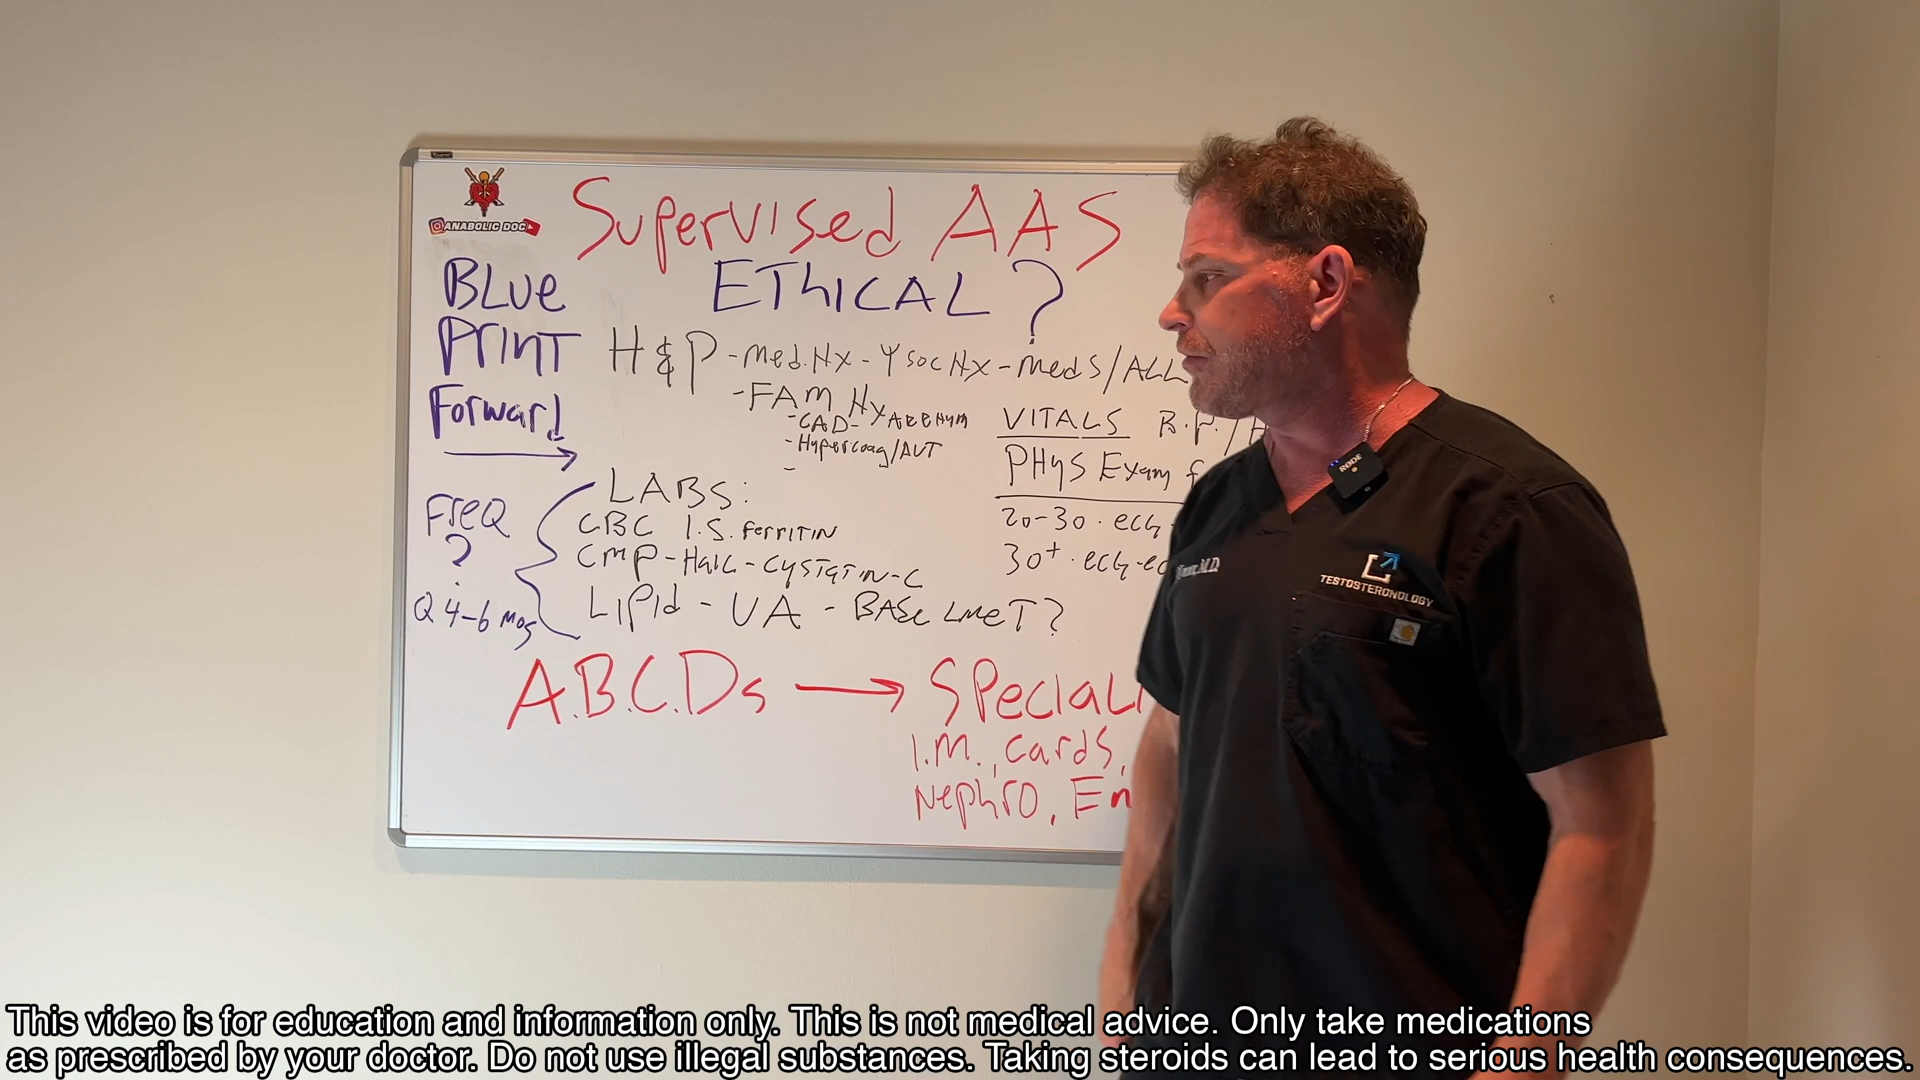 ANABOLIC DOC
Supervised AAS
ETHICAL ?
BLUE
PRINT
Forward
H & P - Med.Hx - Ψ Soc Hx - Meds/ALL
- FAM Hx
- CAD - ARRHYM
- Hypercoag/
VITALS B.P./
PHYS Exam
20-30 · ECG
30+ · ECG-
FreQ
?
Q 4-6 mos
LABS:
CBC I.S. Ferritin
CMP - HA1C - Cystatin-C
Lipid - UA - BASeLiNeT?
A.B.C.Ds → Speciali
I.M., Cards,
Nephro, En
RODE
M.D.
TESTOSTERONOLOGY
This video is for education and information only. This is not medical advice. Only take medications
as prescribed by your doctor. Do not use illegal substances. Taking steroids can lead to serious health consequences.